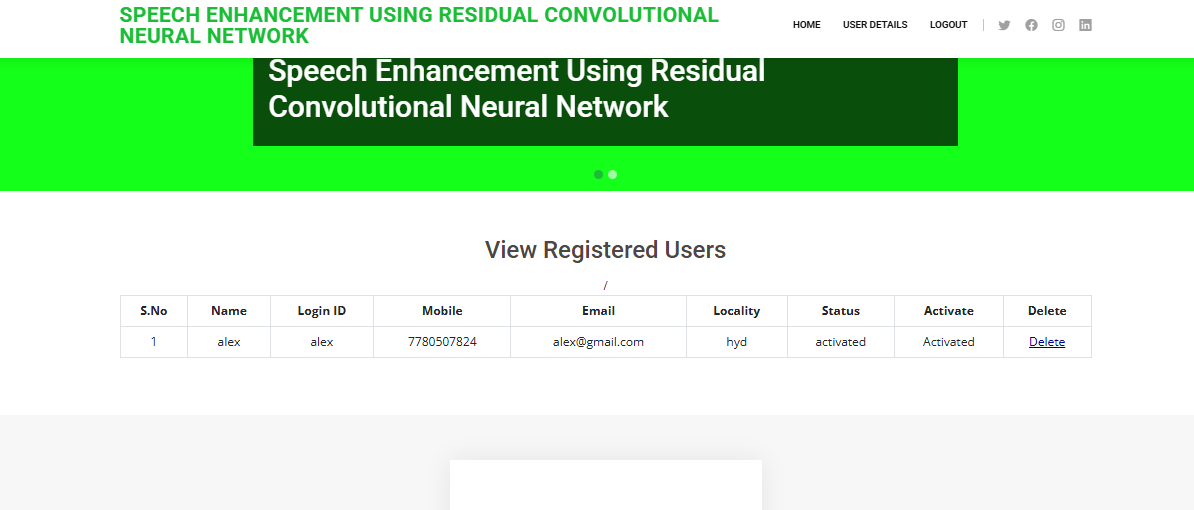 SPEECH ENHANCEMENT USING RESIDUAL CONVOLUTIONAL
NEURAL NETWORK
HOME USER DETAILS LOGOUT
Speech Enhancement Using Residual
Convolutional Neural Network
View Registered Users
/
S.No Name Login ID Mobile Email Locality Status Activate Delete
1 alex alex 7780507824 alex@gmail.com hyd activated Activated Delete